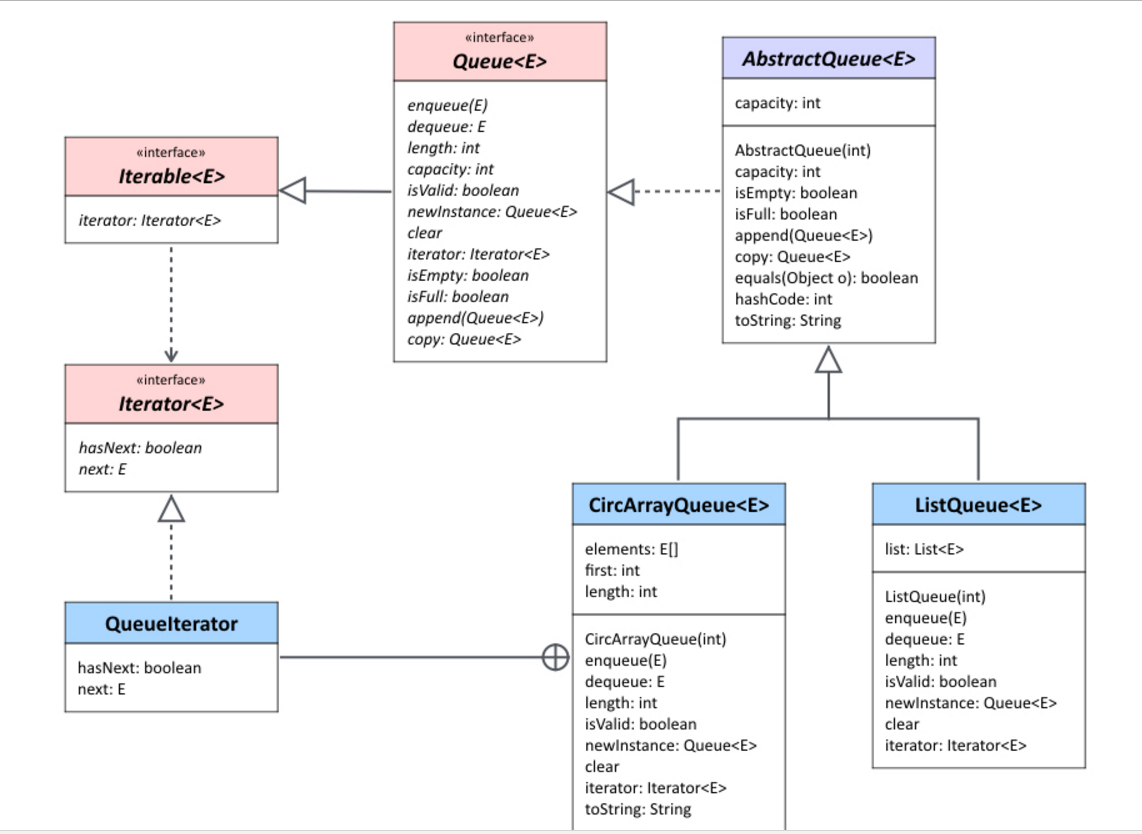 «interface»
Queue<E>
enqueue(E)
dequeue: E
length: int
capacity: int
isValid: boolean
newInstance: Queue<E>
clear
iterator: Iterator<E>
isEmpty: boolean
isFull: boolean
append(Queue<E>)
copy: Queue<E>
AbstractQueue<E>
capacity: int
AbstractQueue(int)
capacity: int
isEmpty: boolean
isFull: boolean
append(Queue<E>)
copy: Queue<E>
equals(Object o): boolean
hashCode: int
toString: String
«interface»
Iterable<E>
iterator: Iterator<E>
«interface»
Iterator<E>
hasNext: boolean
next: E
QueueIterator
hasNext: boolean
next: E
CircArrayQueue<E>
elements: E[]
first: int
length: int
CircArrayQueue(int)
enqueue(E)
dequeue: E
length: int
isValid: boolean
newInstance: Queue<E>
clear
iterator: Iterator<E>
toString: String
ListQueue<E>
list: List<E>
ListQueue(int)
enqueue(E)
dequeue: E
length: int
isValid: boolean
newInstance: Queue<E>
clear
iterator: Iterator<E>